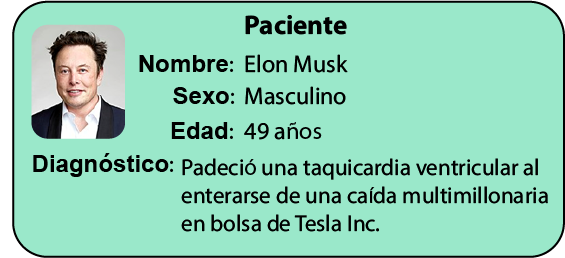 Paciente
Nombre: Elon Musk
Sexo: Masculino
Edad: 49 años
Diagnóstico: Padeció una taquicardia ventricular al
enterarse de una caída multimillonaria
en bolsa de Tesla Inc.